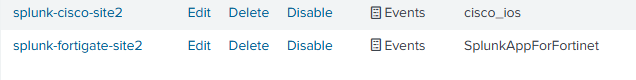 splunk-cisco-site2 Edit Delete Disable Events cisco_ios
splunk-fortigate-site2 Edit Delete Disable Events SplunkAppForFortinet